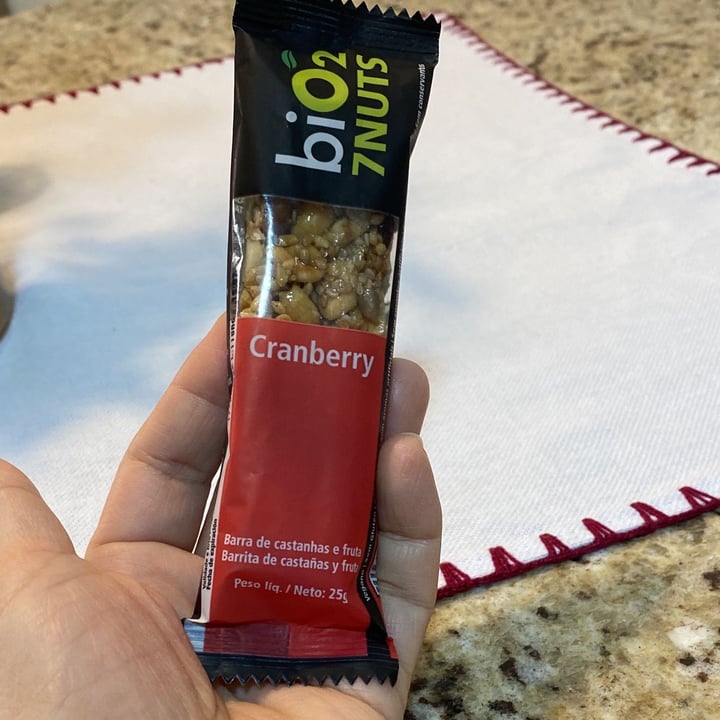 biO2
7NUTS
Cranberry
Barra de castanhas e fruta
Barrita de castañas y fruta
Peso líq. / Neto: 25g